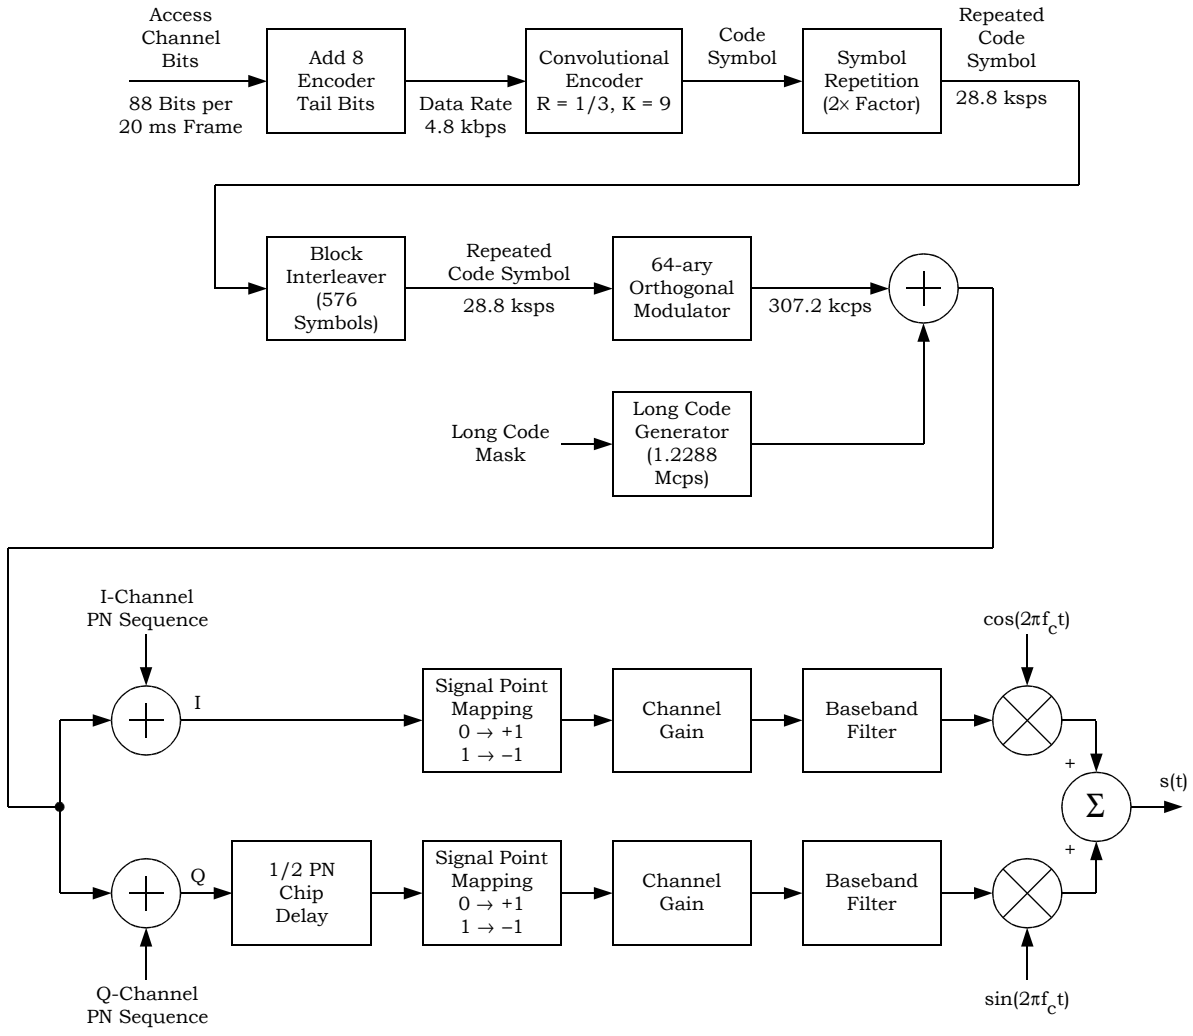 Access
Channel
Bits
88 Bits per
20 ms Frame
Add 8
Encoder
Tail Bits
Data Rate
4.8 kbps
Convolutional
Encoder
R = 1/3, K = 9
Code
Symbol
Symbol
Repetition
(2× Factor)
Repeated
Code
Symbol
28.8 ksps
Block
Interleaver
(576
Symbols)
Repeated
Code Symbol
28.8 ksps
64-ary
Orthogonal
Modulator
307.2 kcps
Long Code
Mask
Long Code
Generator
(1.2288
Mcps)
I-Channel
PN Sequence
I
Signal Point
Mapping
0 → +1
1 → –1
Channel
Gain
Baseband
Filter
cos(2πf_ct)
+
Σ
s(t)
+
Q
1/2 PN
Chip
Delay
Signal Point
Mapping
0 → +1
1 → –1
Channel
Gain
Baseband
Filter
sin(2πf_ct)
Q-Channel
PN Sequence